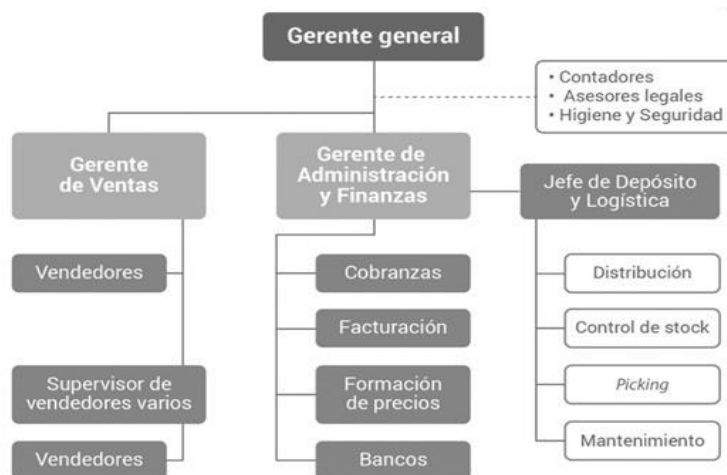 Gerente general
• Contadores
• Asesores legales
• Higiene y Seguridad
Gerente
de Ventas
Gerente de
Administración
y Finanzas
Jefe de Depósito
y Logística
Vendedores
Cobranzas
Distribución
Facturación
Control de stock
Supervisor de
vendedores varios
Formación
de precios
Picking
Vendedores
Bancos
Mantenimiento